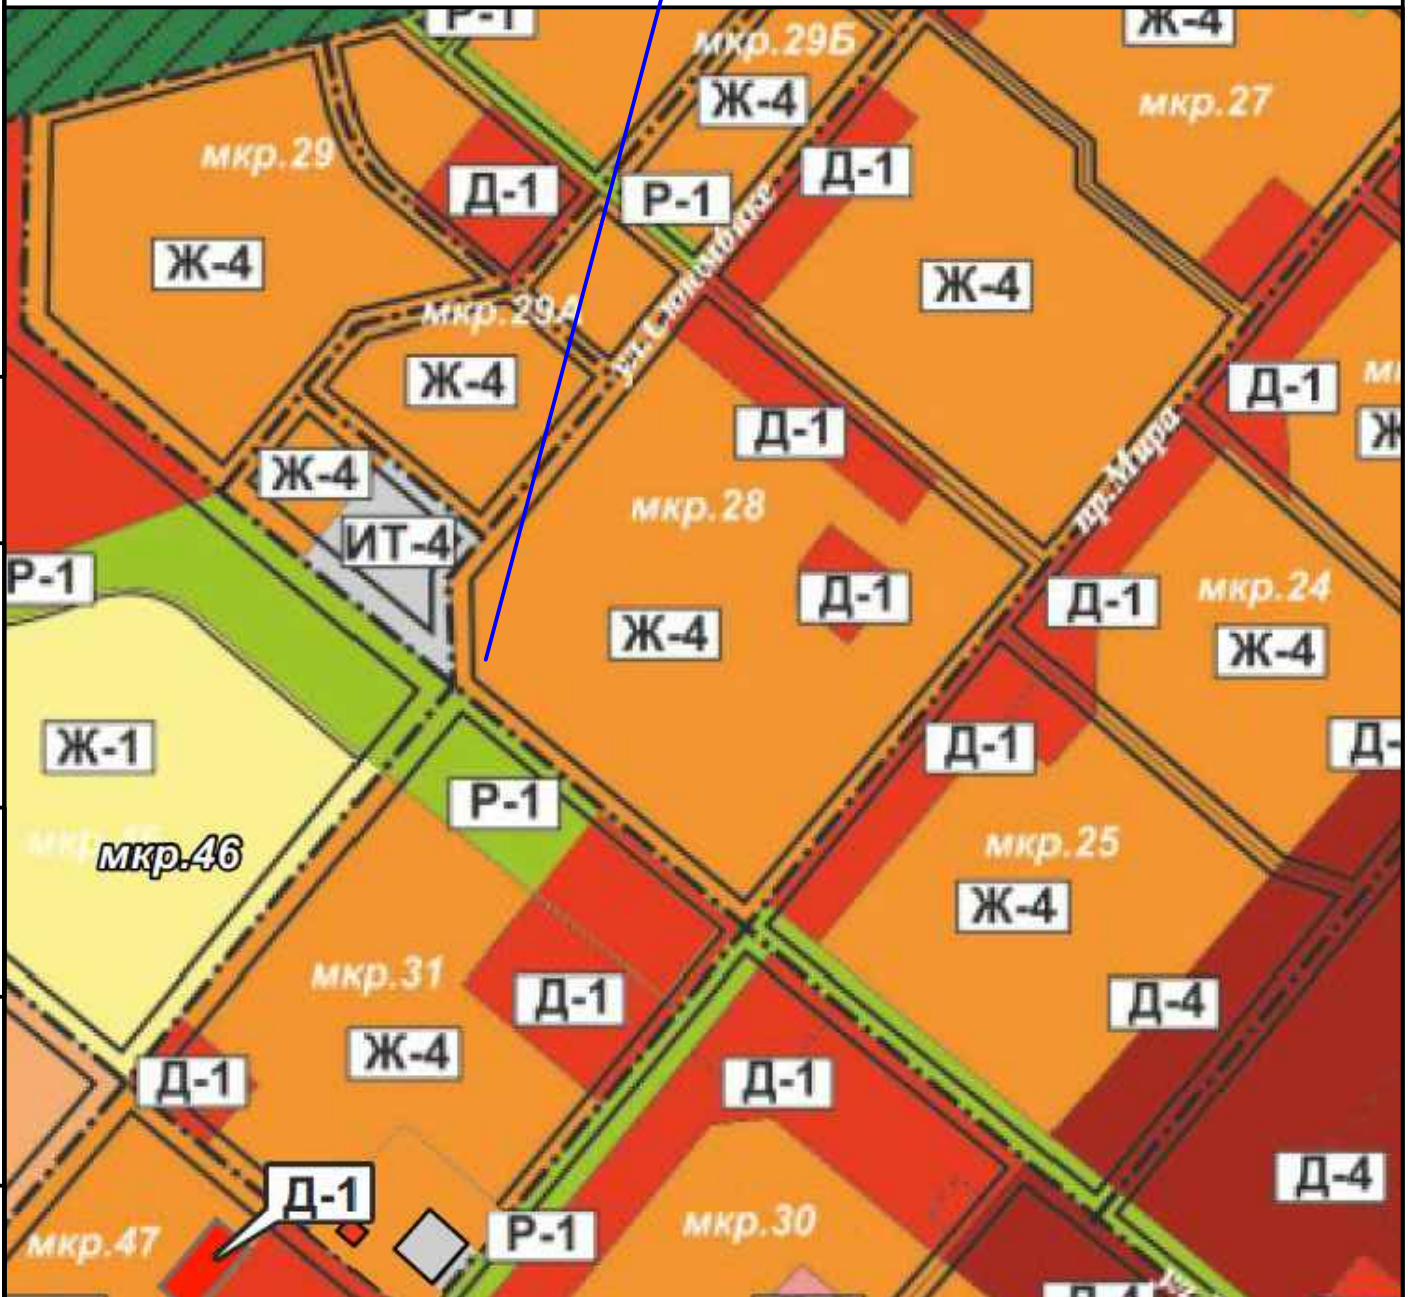 Р-1
Ж-4
мкр.29Б
Ж-4
мкр.27
мкр.29
Д-1
Р-1
Д-1
Ж-4
Ж-4
мкр.29А
Ж-4
Д-1
Д-1
Ж
Ж-4
мкр.28
пр.Мира
ИТ-4
Р-1
Ж-4
Д-1
Д-1
мкр.24
Ж-4
Ж-1
Р-1
Д-1
Д-
мкр.46
мкр.25
Ж-4
мкр.31
Д-1
Д-4
Ж-4
Д-1
Д-1
Д-1
Д-4
мкр.47
Р-1
мкр.30
Д-4